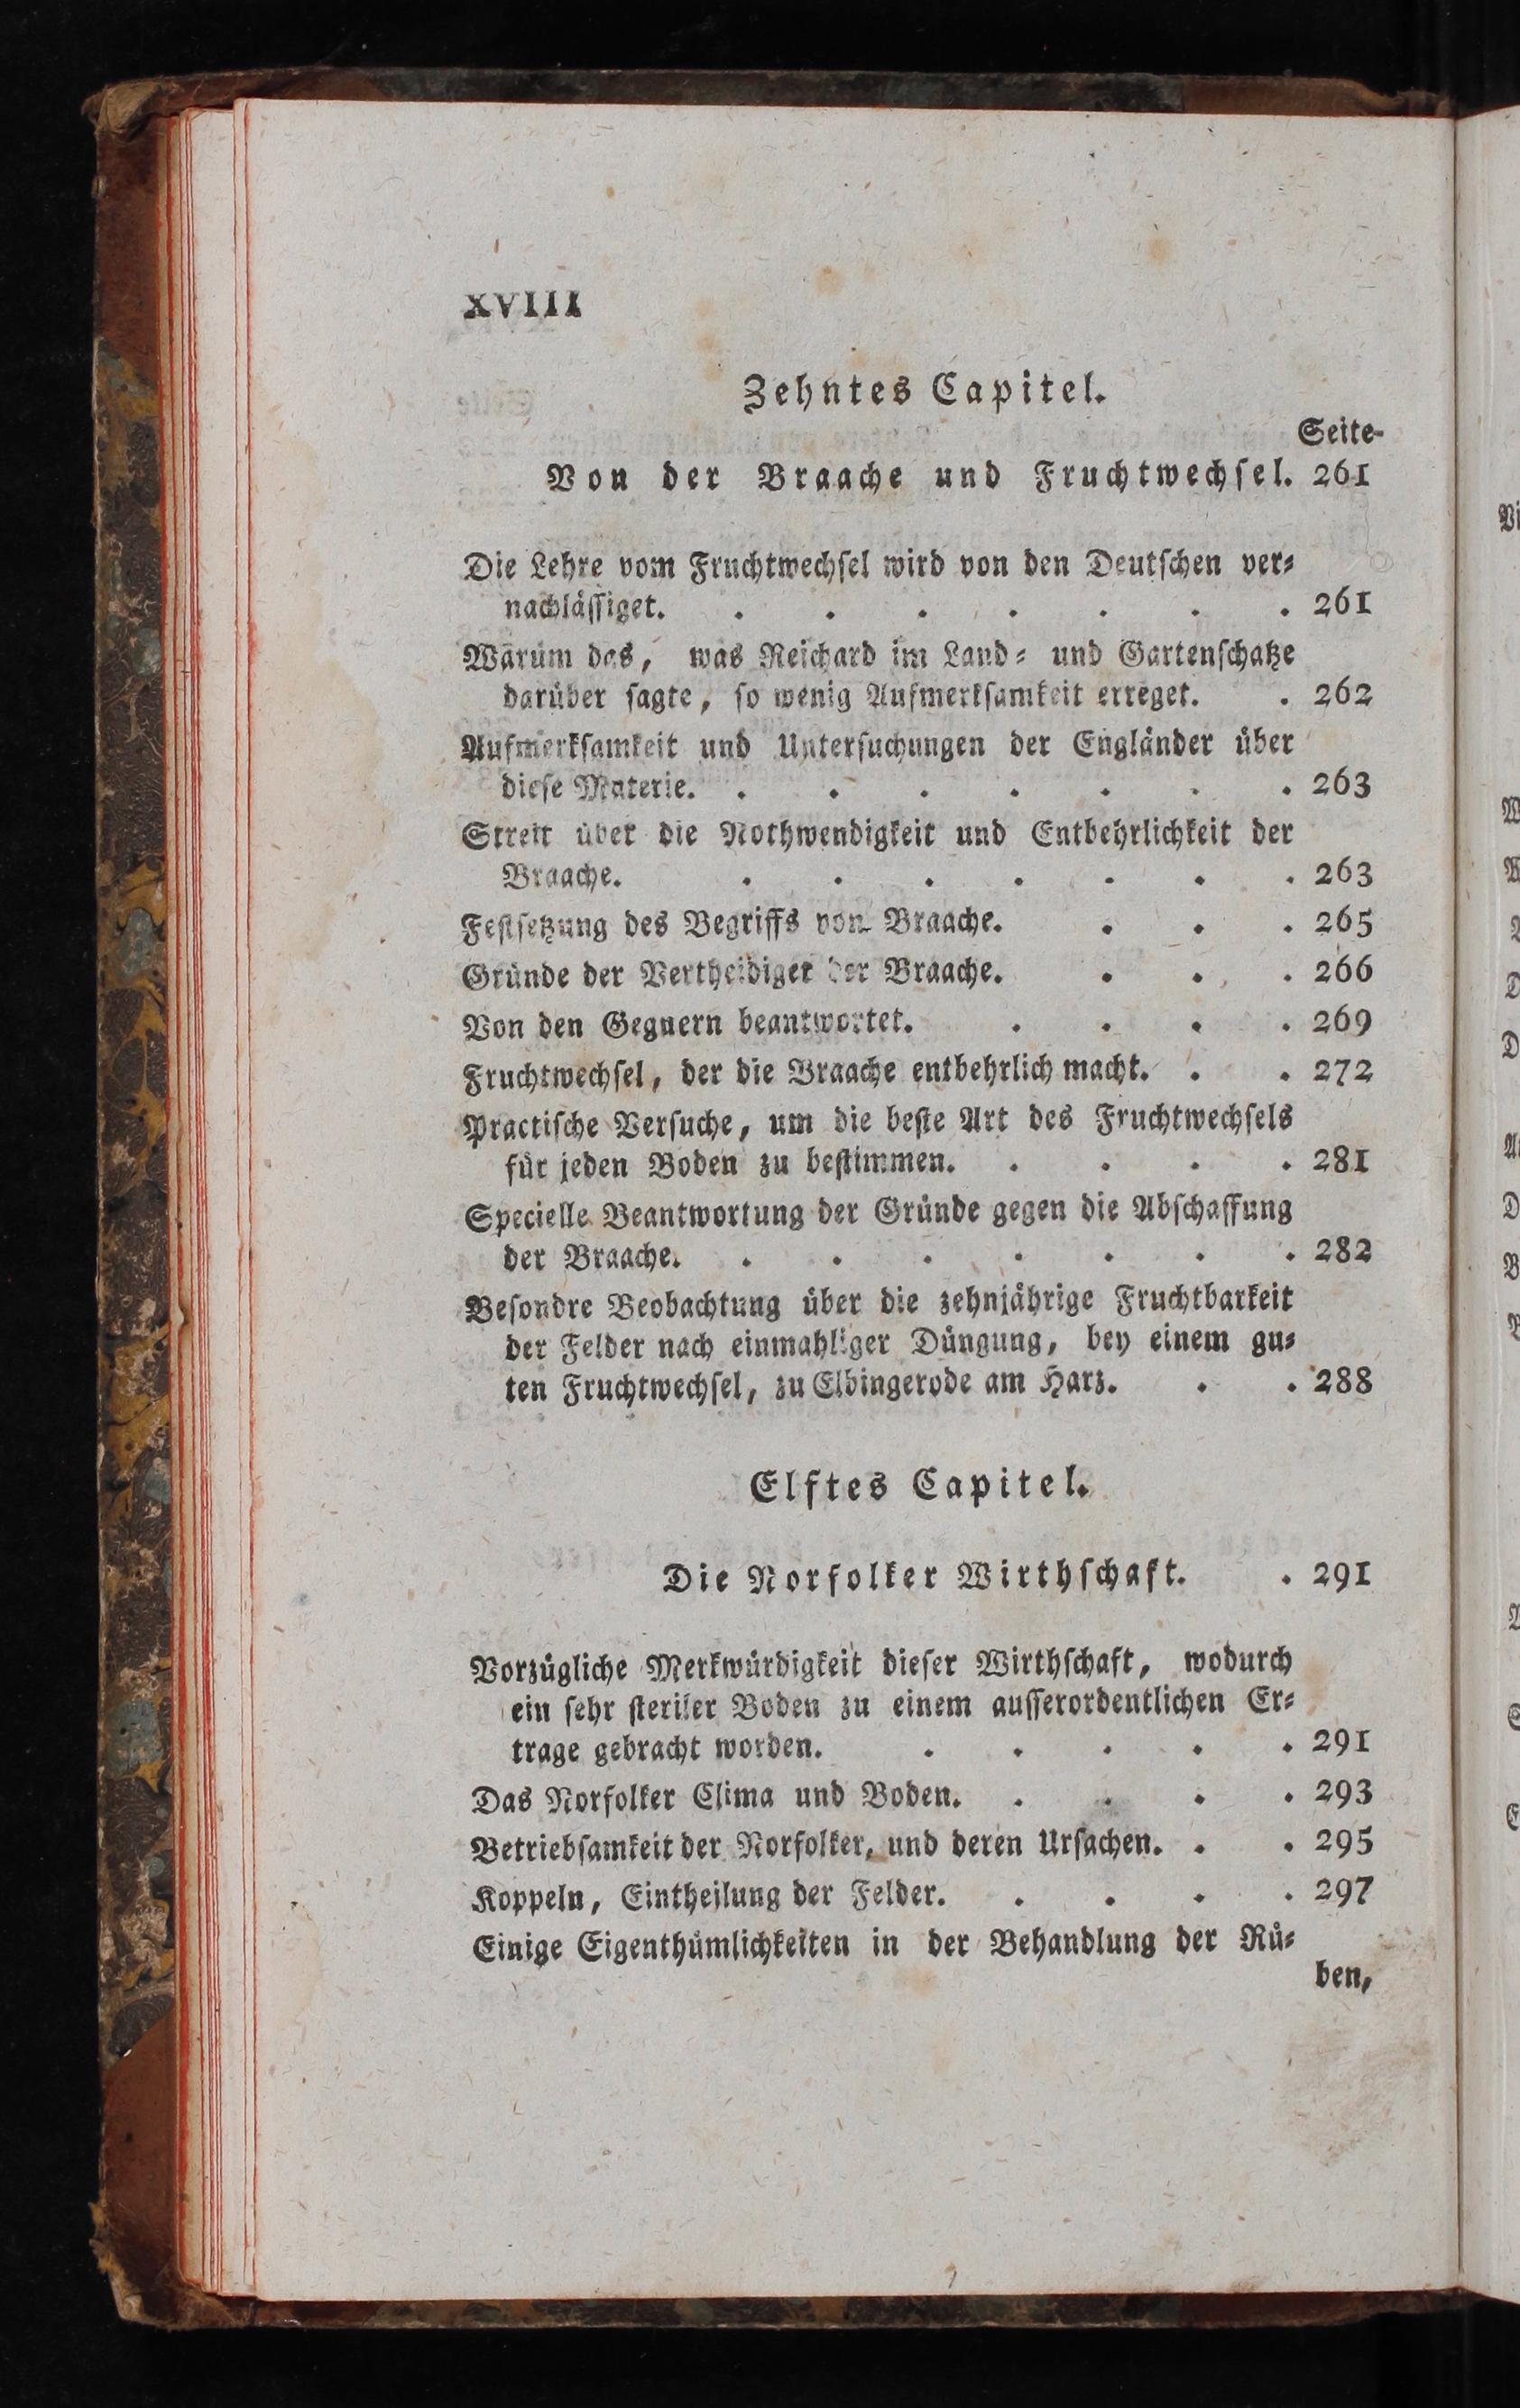 XVIII
Zehntes Capitel.
Seite-
Von der Braache und Fruchtwechsel. 261
Die Lehre vom Fruchtwechsel wird von den Deutschen ver⸗
nachlässiget. . . . . . . . 261
Warum das, was Reichard im Land⸗ und Gartenschatze
darüber sagte, so wenig Aufmerksamkeit erreget. . 262
Aufmerksamkeit und Untersuchungen der Engländer über
diese Materie. . . . . . . . 263
Streit über die Nothwendigkeit und Entbehrlichkeit der
Braache. . . . . . . . 263
Festsetzung des Begriffs von Braache. . . . 265
Gründe der Vertheidiger der Braache. . . . 266
Von den Gegnern beantwortet. . . . . 269
Fruchtwechsel, der die Braache entbehrlich macht. . . 272
Practische Versuche, um die beste Art des Fruchtwechsels
für jeden Boden zu bestimmen. . . . . 281
Specielle Beantwortung der Gründe gegen die Abschaffung
der Braache. . . . . . . . 282
Besondre Beobachtung über die zehnjährige Fruchtbarkeit
der Felder nach einmahliger Düngung, bey einem gu⸗
ten Fruchtwechsel, zu Elbingerode am Harz. . . 288
Elftes Capitel.
Die Norfolker Wirthschaft. . 291
Vorzügliche Merkwürdigkeit dieser Wirthschaft, wodurch
ein sehr steriler Boden zu einem ausserordentlichen Er⸗
trage gebracht worden. . . . . . 291
Das Norfolker Clima und Boden. . . . . 293
Betriebsamkeit der Norfolker, und deren Ursachen. . . 295
Koppeln, Eintheilung der Felder. . . . . 297
Einige Eigenthümlichkeiten in der Behandlung der Rü⸗
ben,